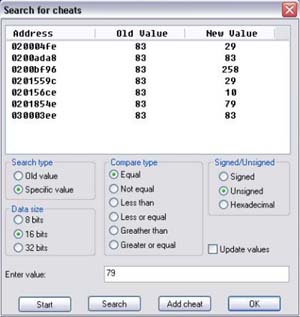 Search for cheats
Address Old Value New Value
020004fe 83 29
0200ada8 83 83
0200bf96 83 258
0201559c 83 29
020156ce 83 10
0201854e 83 79
030003ee 83 83
Search type Compare type Signed/Unsigned
Old value Equal Signed
Specific value Not equal Unsigned
Data size Less than Hexadecimal
8 bits Less or equal
16 bits Greather than Update values
32 bits Greater or equal
Enter value: 79
Start Search Add cheat OK